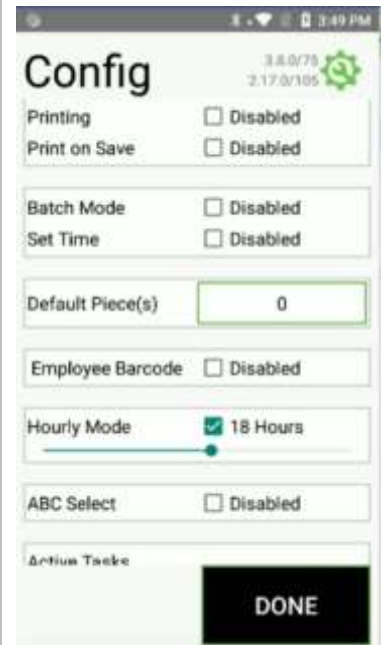 3:49 PM
Config
3.8.0/75
2.17.0/105
Printing Disabled
Print on Save Disabled
Batch Mode Disabled
Set Time Disabled
Default Piece(s) 0
Employee Barcode Disabled
Hourly Mode 18 Hours
ABC Select Disabled
Active Tasks
DONE